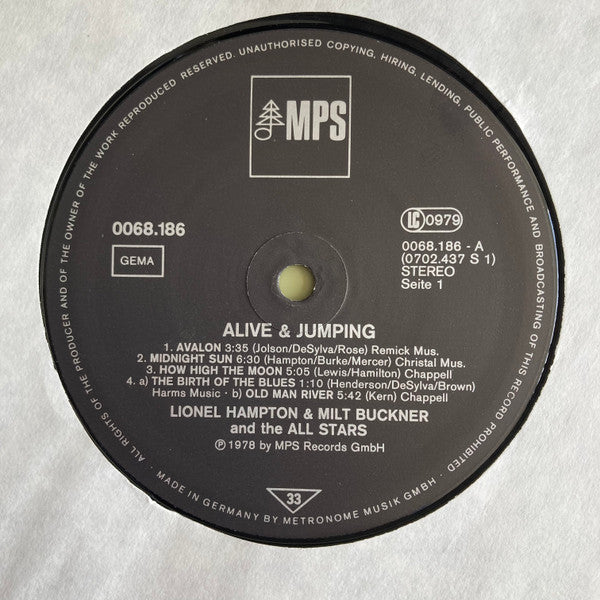 ALL RIGHTS OF THE PRODUCER AND OF THE OWNER OF THE WORK REPRODUCED RESERVED. UNAUTHORISED COPYING, HIRING, LENDING, PUBLIC PERFORMANCE AND BROADCASTING OF THIS RECORD PROHIBITED.
MPS
0068.186
GEMA
LC 0979
0068.186 - A
(0702.437 S 1)
STEREO
Seite 1
ALIVE & JUMPING
1. AVALON 3:35 (Jolson/DeSylva/Rose) Remick Mus.
2. MIDNIGHT SUN 6:30 (Hampton/Burke/Mercer) Christal Mus.
3. HOW HIGH THE MOON 5:05 (Lewis/Hamilton) Chappell
4. a) THE BIRTH OF THE BLUES 1:10 (Henderson/DeSylva/Brown)
Harms Music · b) OLD MAN RIVER 5:42 (Kern) Chappell
LIONEL HAMPTON & MILT BUCKNER
and the ALL STARS
℗ 1978 by MPS Records GmbH
33
· MADE IN GERMANY BY METRONOME MUSIK GMBH ·